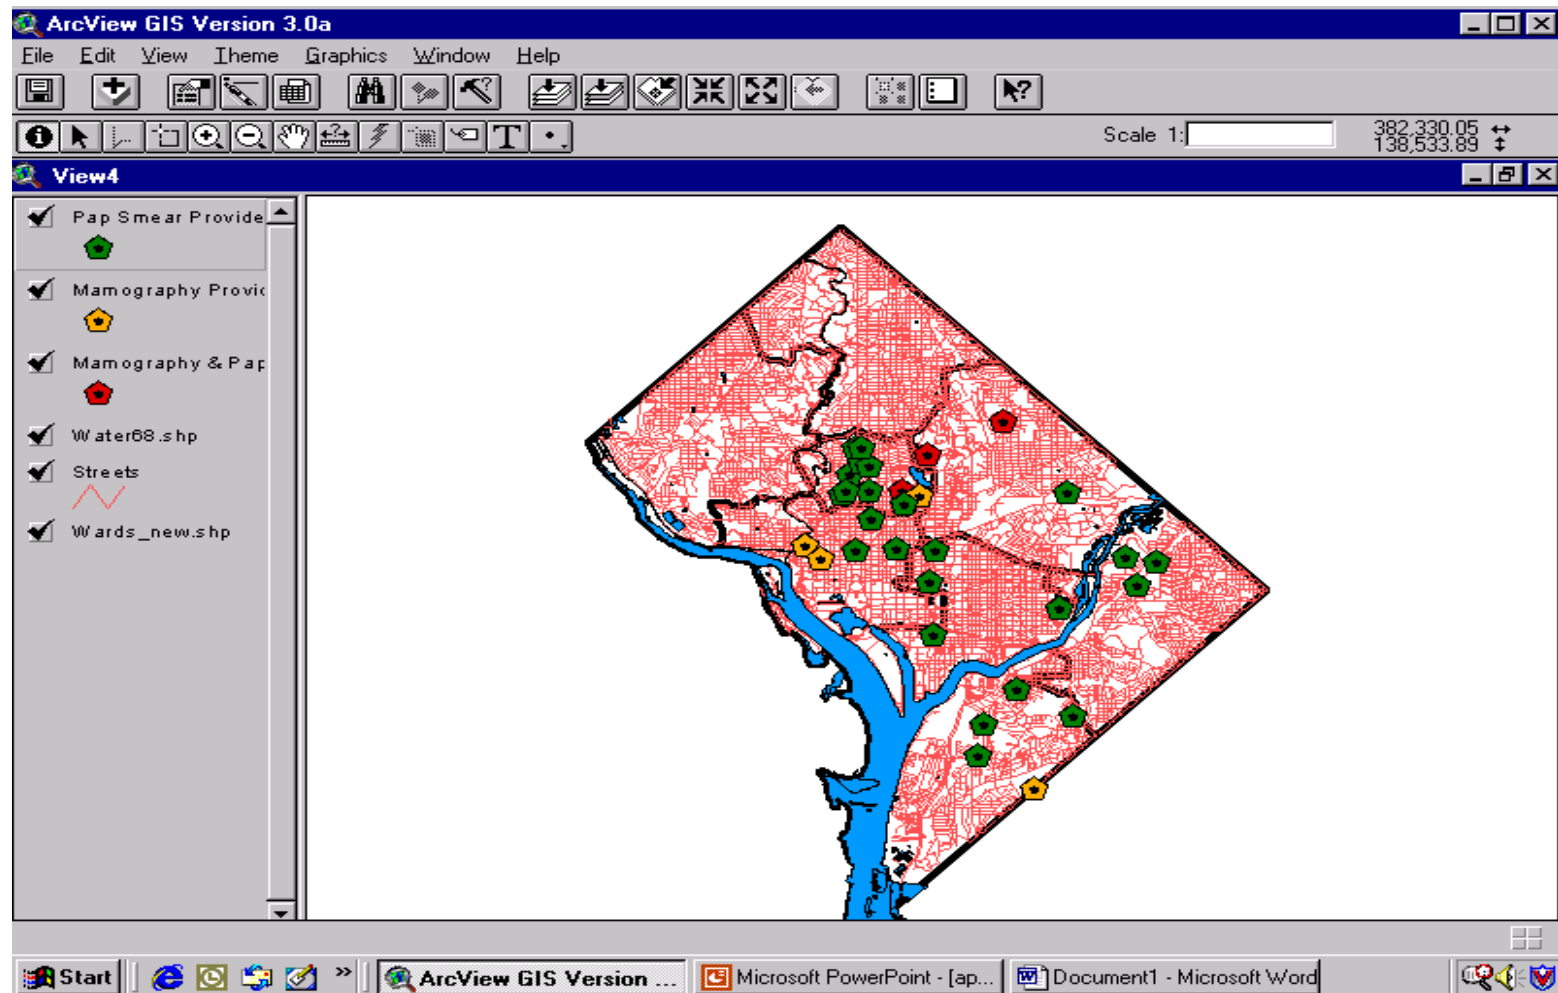 ArcView GIS Version 3.0a
File Edit View Theme Graphics Window Help
T
Scale 1:
382,330.05
138,533.89
View4
Pap Smear Provide
Mamography Provic
Mamography & Pap
Water68.shp
Streets
Wards_new.shp
Start » ArcView GIS Version ... Microsoft PowerPoint - [ap... Document1 - Microsoft Word